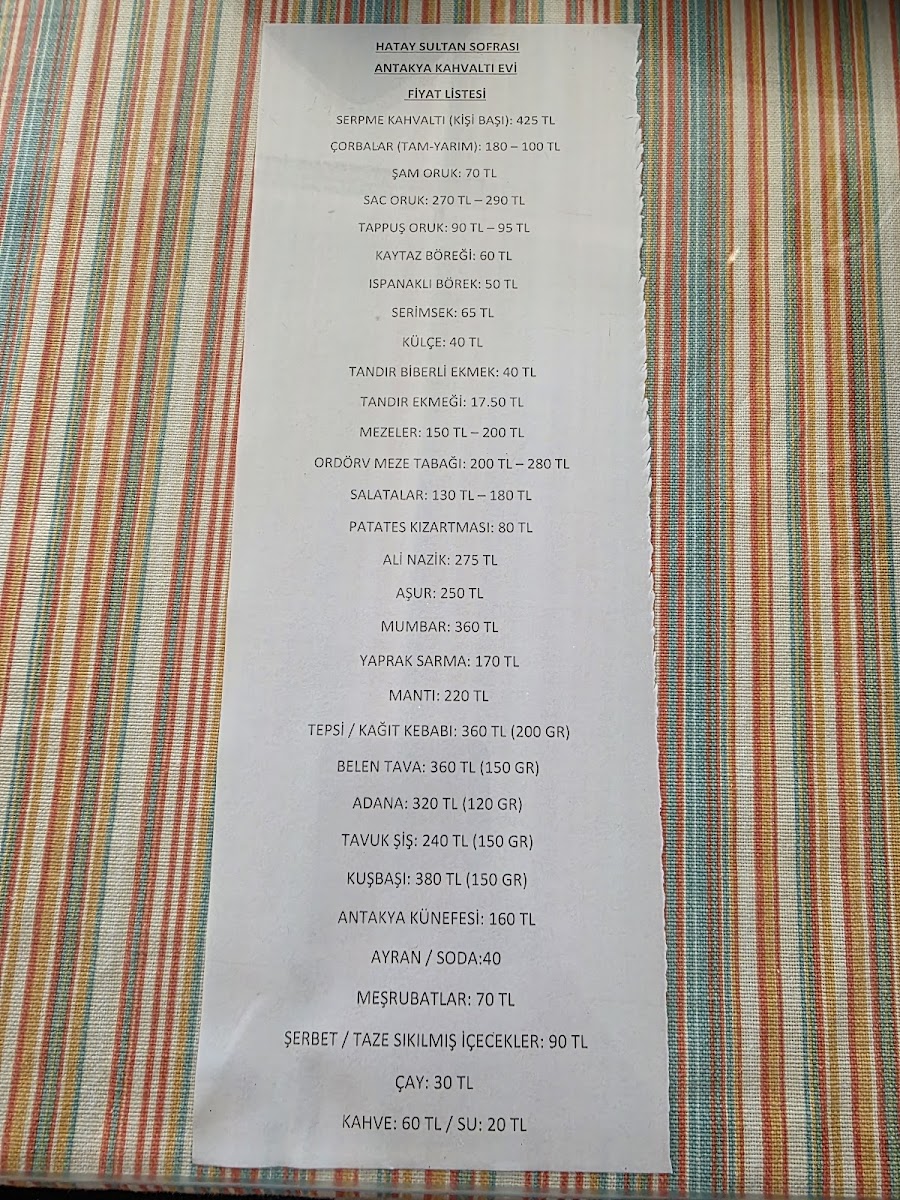 HATAY SULTAN SOFRASI
ANTAKYA KAHVALTI EVİ
FİYAT LİSTESİ
SERPME KAHVALTI (KİŞİ BAŞI): 425 TL
ÇORBALAR (TAM-YARIM): 180 – 100 TL
ŞAM ORUK: 70 TL
SAC ORUK: 270 TL – 290 TL
TAPPUŞ ORUK: 90 TL – 95 TL
KAYTAZ BÖREĞİ: 60 TL
ISPANAKLI BÖREK: 50 TL
SERİMSEK: 65 TL
KÜLÇE: 40 TL
TANDIR BİBERLİ EKMEK: 40 TL
TANDIR EKMEĞİ: 17.50 TL
MEZELER: 150 TL – 200 TL
ORDÖRV MEZE TABAĞI: 200 TL – 280 TL
SALATALAR: 130 TL – 180 TL
PATATES KIZARTMASI: 80 TL
ALİ NAZİK: 275 TL
AŞUR: 250 TL
MUMBAR: 360 TL
YAPRAK SARMA: 170 TL
MANTI: 220 TL
TEPSİ / KAĞIT KEBABI: 360 TL (200 GR)
BELEN TAVA: 360 TL (150 GR)
ADANA: 320 TL (120 GR)
TAVUK ŞİŞ: 240 TL (150 GR)
KUŞBAŞI: 380 TL (150 GR)
ANTAKYA KÜNEFESİ: 160 TL
AYRAN / SODA:40
MEŞRUBATLAR: 70 TL
ŞERBET / TAZE SIKILMIŞ İÇECEKLER: 90 TL
ÇAY: 30 TL
KAHVE: 60 TL / SU: 20 TL